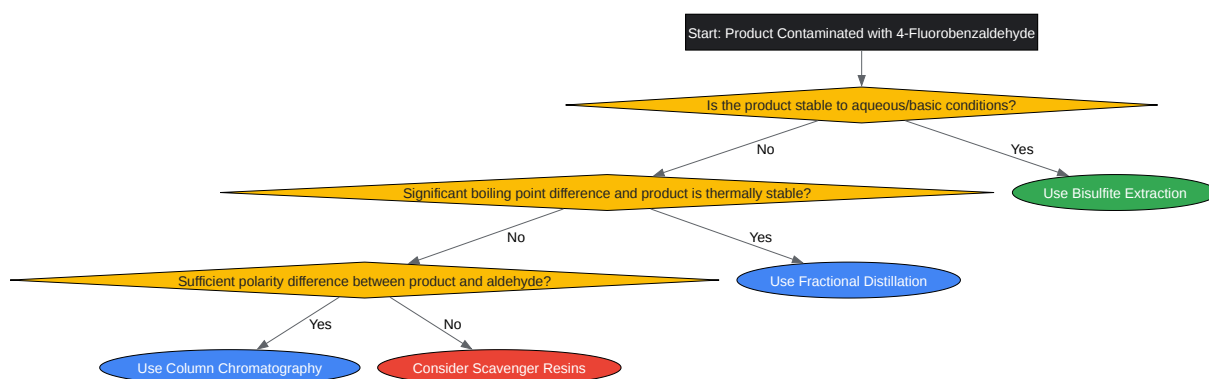 Start: Product Contaminated with 4-Fluorobenzaldehyde
Is the product stable to aqueous/basic conditions?
No
Yes
Significant boiling point difference and product is thermally stable?
Use Bisulfite Extraction
No
Yes
Sufficient polarity difference between product and aldehyde?
Use Fractional Distillation
Yes
No
Use Column Chromatography
Consider Scavenger Resins